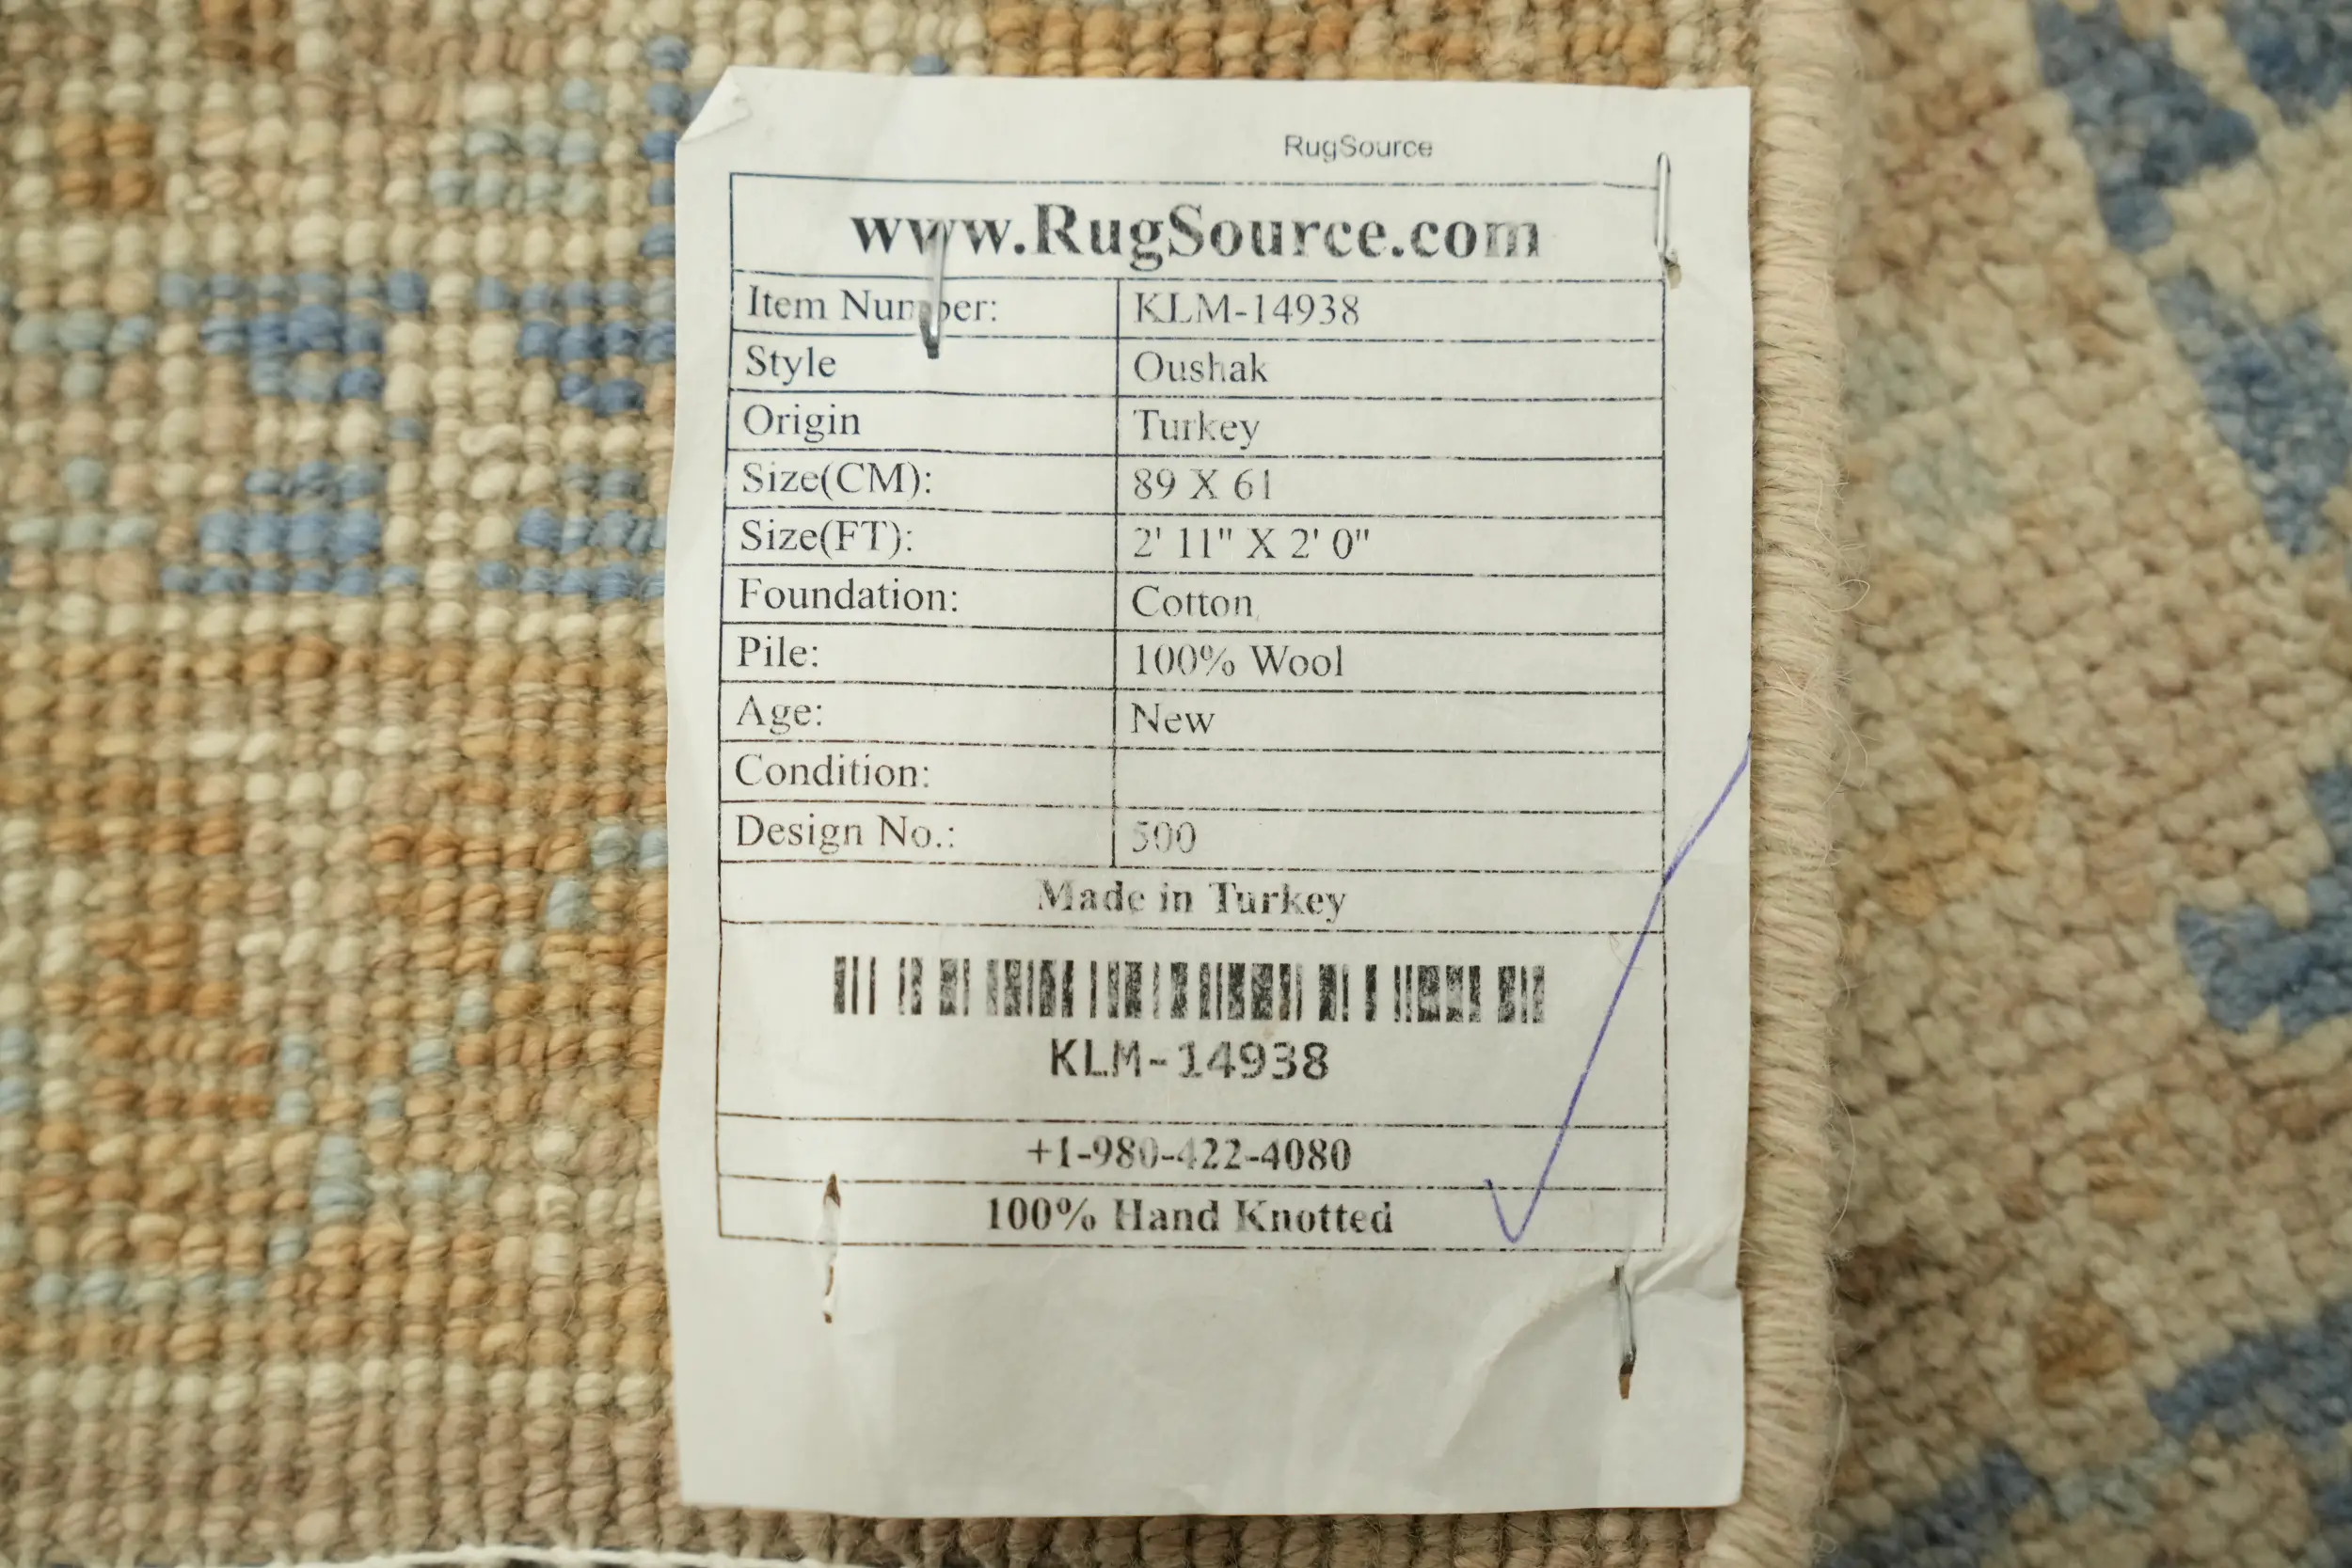 RugSource
www.RugSource.com
Item Number: KLM-14938
Style Oushak
Origin Turkey
Size(CM): 89 X 61
Size(FT): 2' 11" X 2' 0"
Foundation: Cotton
Pile: 100% Wool
Age: New
Condition:
Design No.: 500
Made in Turkey
KLM-14938
+1-980-422-4080
100% Hand Knotted